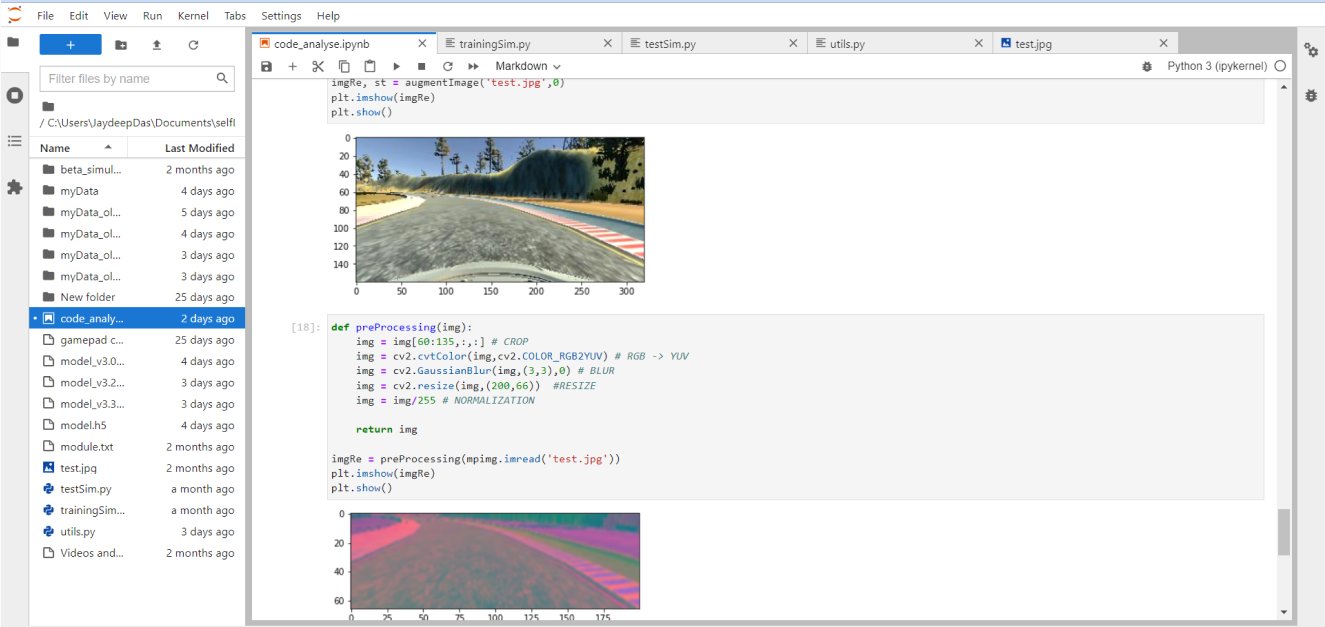 File Edit View Run Kernel Tabs Settings Help
Filter files by name
/ C:\Users\JaydeepDas\Documents\selfl
Name Last Modified
beta_simul... 2 months ago
myData 4 days ago
myData_ol... 5 days ago
myData_ol... 4 days ago
myData_ol... 3 days ago
myData_ol... 3 days ago
New folder 25 days ago
code_analy... 2 days ago
gamepad c... 25 days ago
model_v3.0... 4 days ago
model_v3.2... 3 days ago
model_v3.3... 3 days ago
model.h5 4 days ago
module.txt 2 months ago
test.jpg 2 months ago
testSim.py a month ago
trainingSim... a month ago
utils.py 3 days ago
Videos and... 2 months ago
code_analyse.ipynb trainingSim.py testSim.py utils.py test.jpg
Markdown Python 3 (ipykernel)
imgRe, st = augmentImage('test.jpg',0)
plt.imshow(imgRe)
plt.show()
0
20
40
60
80
100
120
140
0 50 100 150 200 250 300
[18]: def preProcessing(img):
img = img[60:135,:,:] # CROP
img = cv2.cvtColor(img,cv2.COLOR_RGB2YUV) # RGB -> YUV
img = cv2.GaussianBlur(img,(3,3),0) # BLUR
img = cv2.resize(img,(200,66)) #RESIZE
img = img/255 # NORMALIZATION
return img
imgRe = preProcessing(mpimg.imread('test.jpg'))
plt.imshow(imgRe)
plt.show()
0
20
40
60
0 25 50 75 100 125 150 175